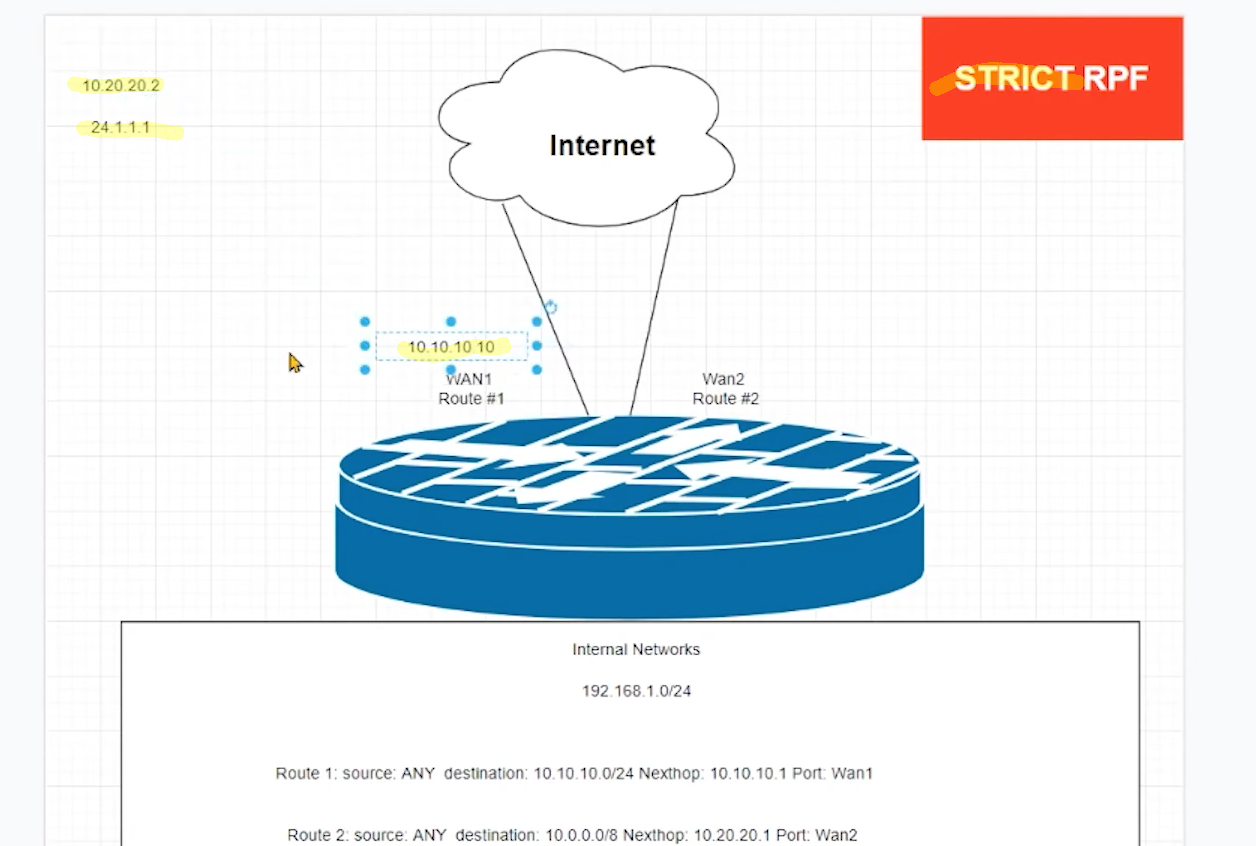 10.20.20.2
24.1.1.1
STRICT RPF
Internet
10.10.10.10
WAN1
Route #1
Wan2
Route #2
Internal Networks
192.168.1.0/24
Route 1: source: ANY  destination: 10.10.10.0/24 Nexthop: 10.10.10.1 Port: Wan1
Route 2: source: ANY  destination: 10.0.0.0/8 Nexthop: 10.20.20.1 Port: Wan2